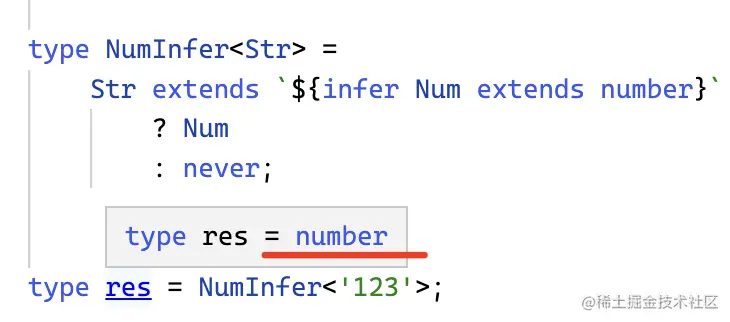 type NumInfer<Str> =
    Str extends `${infer Num extends number}`
        ? Num
        : never;
type res = number
type res = NumInfer<'123'>;
@稀土掘金技术社区